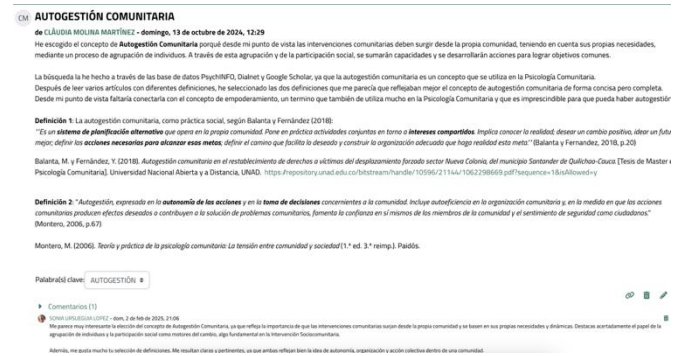 CM AUTOGESTIÓN COMUNITARIA
de CLÀUDIA MOLINA MARTÍNEZ - domingo, 13 de octubre de 2024, 12:29
He escogido el concepto de Autogestión Comunitaria porqué desde mi punto de vista las intervenciones comunitarias deben surgir desde la propia comunidad, teniendo en cuenta sus propias necesidades,
mediante un proceso de agrupación de individuos. A través de esta agrupación y de la participación social, se sumarán capacidades y se desarrollarán acciones para lograr objetivos comunes.
La búsqueda la he hecho a través de las base de datos PsychINFO, Dialnet y Google Scholar, ya que la autogestión comunitaria es un concepto que se utiliza en la Psicología Comunitaria.
Después de leer varios artículos con diferentes definiciones, he seleccionado las dos definiciones que me parecía que reflejaban mejor el concepto de autogestión comunitaria de forma concisa pero completa.
Desde mi punto de vista faltaría conectarla con el concepto de empoderamiento, un termino que también de utiliza mucho en la Psicología Comunitaria y que es imprescindible para que pueda haber autogestión
Definición 1: La autogestión comunitaria, como práctica social, según Balanta y Fernández (2018):
"Es un sistema de planificación alternativo que opera en la propia comunidad. Pone en práctica actividades conjuntas en torno a intereses compartidos. Implica conocer la realidad; desear un cambio positivo, idear un futu
mejor; definir las acciones necesarias para alcanzar esas metas; definir el camino que facilita lo deseado y construir la organización adecuada que haga realidad esta meta'" (Balanta y Fernandez, 2018, p.20)
Balanta, M. y Fernández, Y. (2018). Autogestión comunitaria en el restablecimiento de derechos a víctimas del desplazamiento forzado sector Nueva Colonia, del municipio Santander de Quilichao-Cauca. [Tesis de Master e
Psicología Comunitaria]. Universidad Nacional Abierta y a Distancia, UNAD. https://repository.unad.edu.co/bitstream/handle/10596/21144/1062298669.pdf?sequence=1&isAllowed=y
Definición 2: "Autogestión, expresada en la autonomía de las acciones y en la toma de decisiones concernientes a la comunidad. Incluye autoeficiencia en la organización comunitaria y, en la medida en que las acciones
comunitarias producen efectos deseados o contribuyen a la solución de problemas comunitarios, fomenta la confianza en sí mismos de los miembros de la comunidad y el sentimiento de seguridad como ciudadanos."
(Montero, 2006, p.67)
Montero, M. (2006). Teoría y práctica de la psicología comunitaria: La tensión entre comunidad y sociedad (1.ª ed. 3.ª reimp.). Paidós.
Palabra(s) clave: AUTOGESTIÓN
Comentarios (1)
SONIA URSUEGUIA LOPEZ - dom, 2 de feb de 2025, 21:06
Me parece muy interesante la elección del concepto de Autogestión Comunitaria, ya que refleja la importancia de que las intervenciones comunitarias surjan desde la propia comunidad y se basen en sus propias necesidades y dinámicas. Destacas acertadamente el papel de la
agrupación de individuos y la participación social como motores del cambio, algo fundamental en la Intervención Sociocomunitaria.
Además, me gusta mucho tu selección de definiciones. Me resultan claras y pertinentes, ya que ambas reflejan bien la idea de autonomía, organización y acción colectiva dentro de una comunidad.